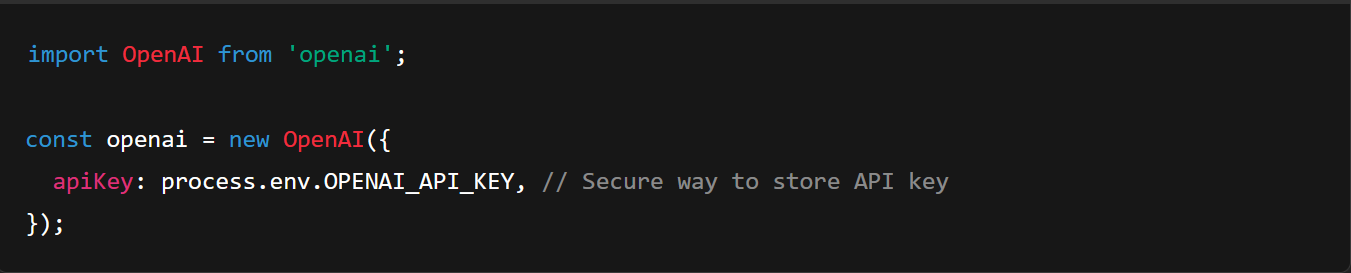 import OpenAI from 'openai';
const openai = new OpenAI({
  apiKey: process.env.OPENAI_API_KEY, // Secure way to store API key
});